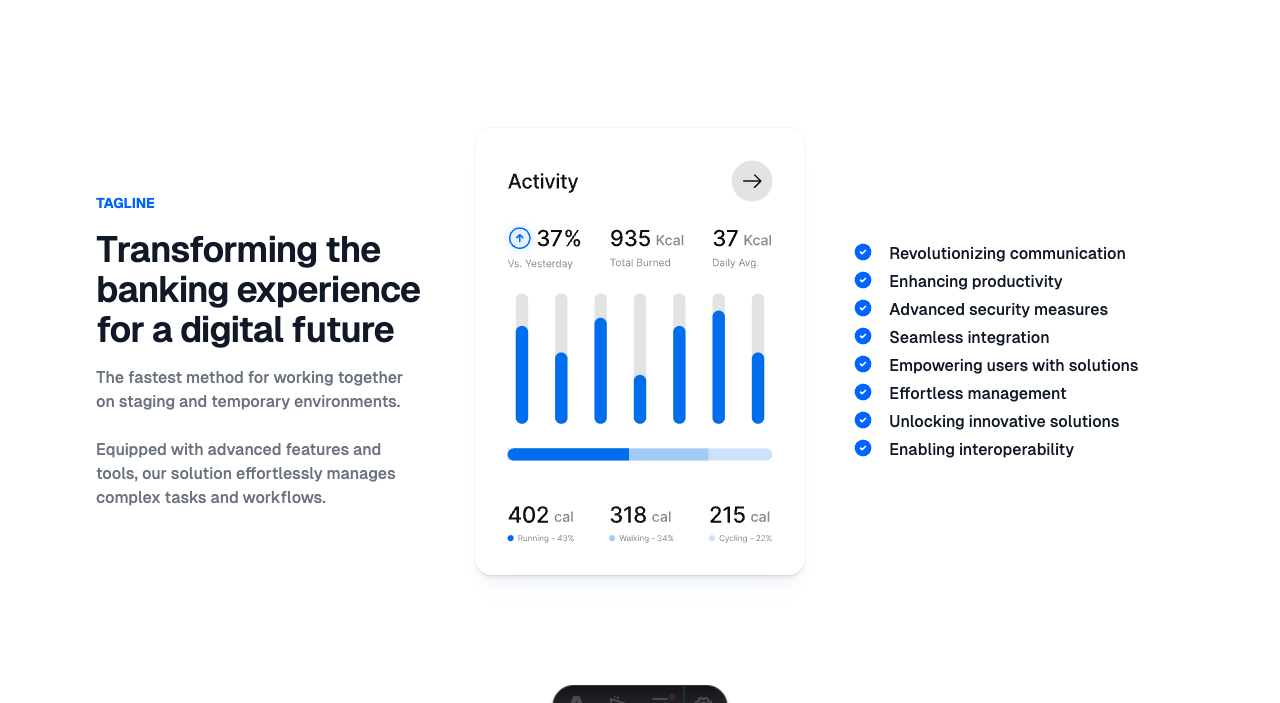 TAGLINE
Transforming the
banking experience
for a digital future
The fastest method for working together
on staging and temporary environments.
Equipped with advanced features and
tools, our solution effortlessly manages
complex tasks and workflows.
Activity
37%
Vs. Yesterday
935 Kcal
Total Burned
37 Kcal
Daily Avg.
402 cal
Running - 43%
318 cal
Walking - 34%
215 cal
Cycling - 22%
Revolutionizing communication
Enhancing productivity
Advanced security measures
Seamless integration
Empowering users with solutions
Effortless management
Unlocking innovative solutions
Enabling interoperability